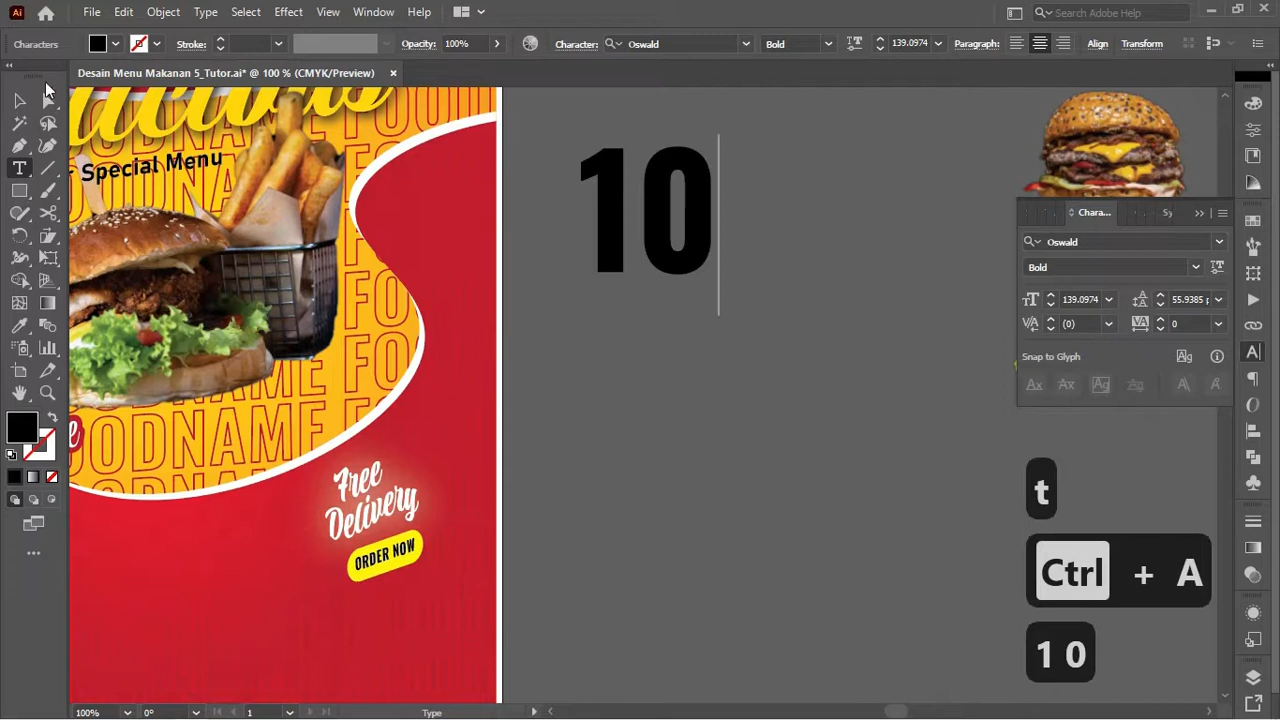 Ai File Edit Object Type Select Effect View Window Help Search Adobe Help
Characters Stroke: Opacity: 100% Character: Oswald Bold 139.0974 Paragraph: Align Transform
Desain Menu Makanan 5_Tutor.ai* @ 100 % (CMYK/Preview)
Special Menu
FOODNAME
10
Chara...
Oswald
Bold
139.0974 55.9385 p
(0) 0
Snap to Glyph
Free
Delivery
ORDER NOW
t
Ctrl + A
1 0
100% 0° 1 Type